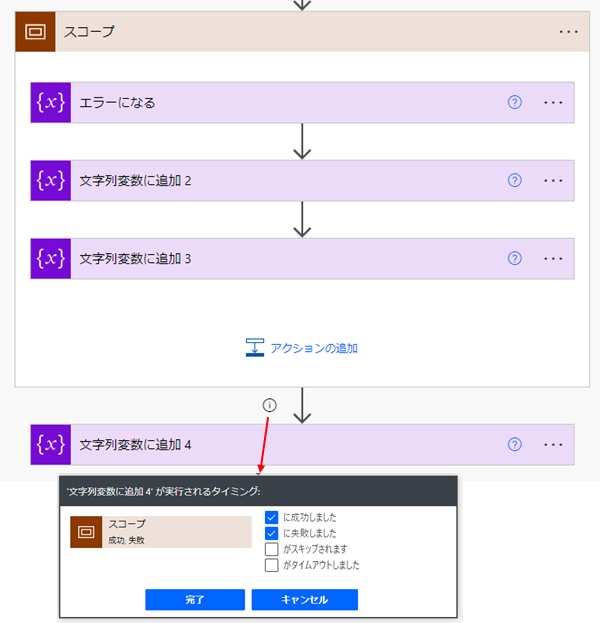 スコープ
{x} エラーになる
{x} 文字列変数に追加 2
{x} 文字列変数に追加 3
アクションの追加
{x} 文字列変数に追加 4
'文字列変数に追加 4' が実行されるタイミング:
スコープ
成功, 失敗
に成功しました
に失敗しました
がスキップされます
がタイムアウトしました
完了
キャンセル